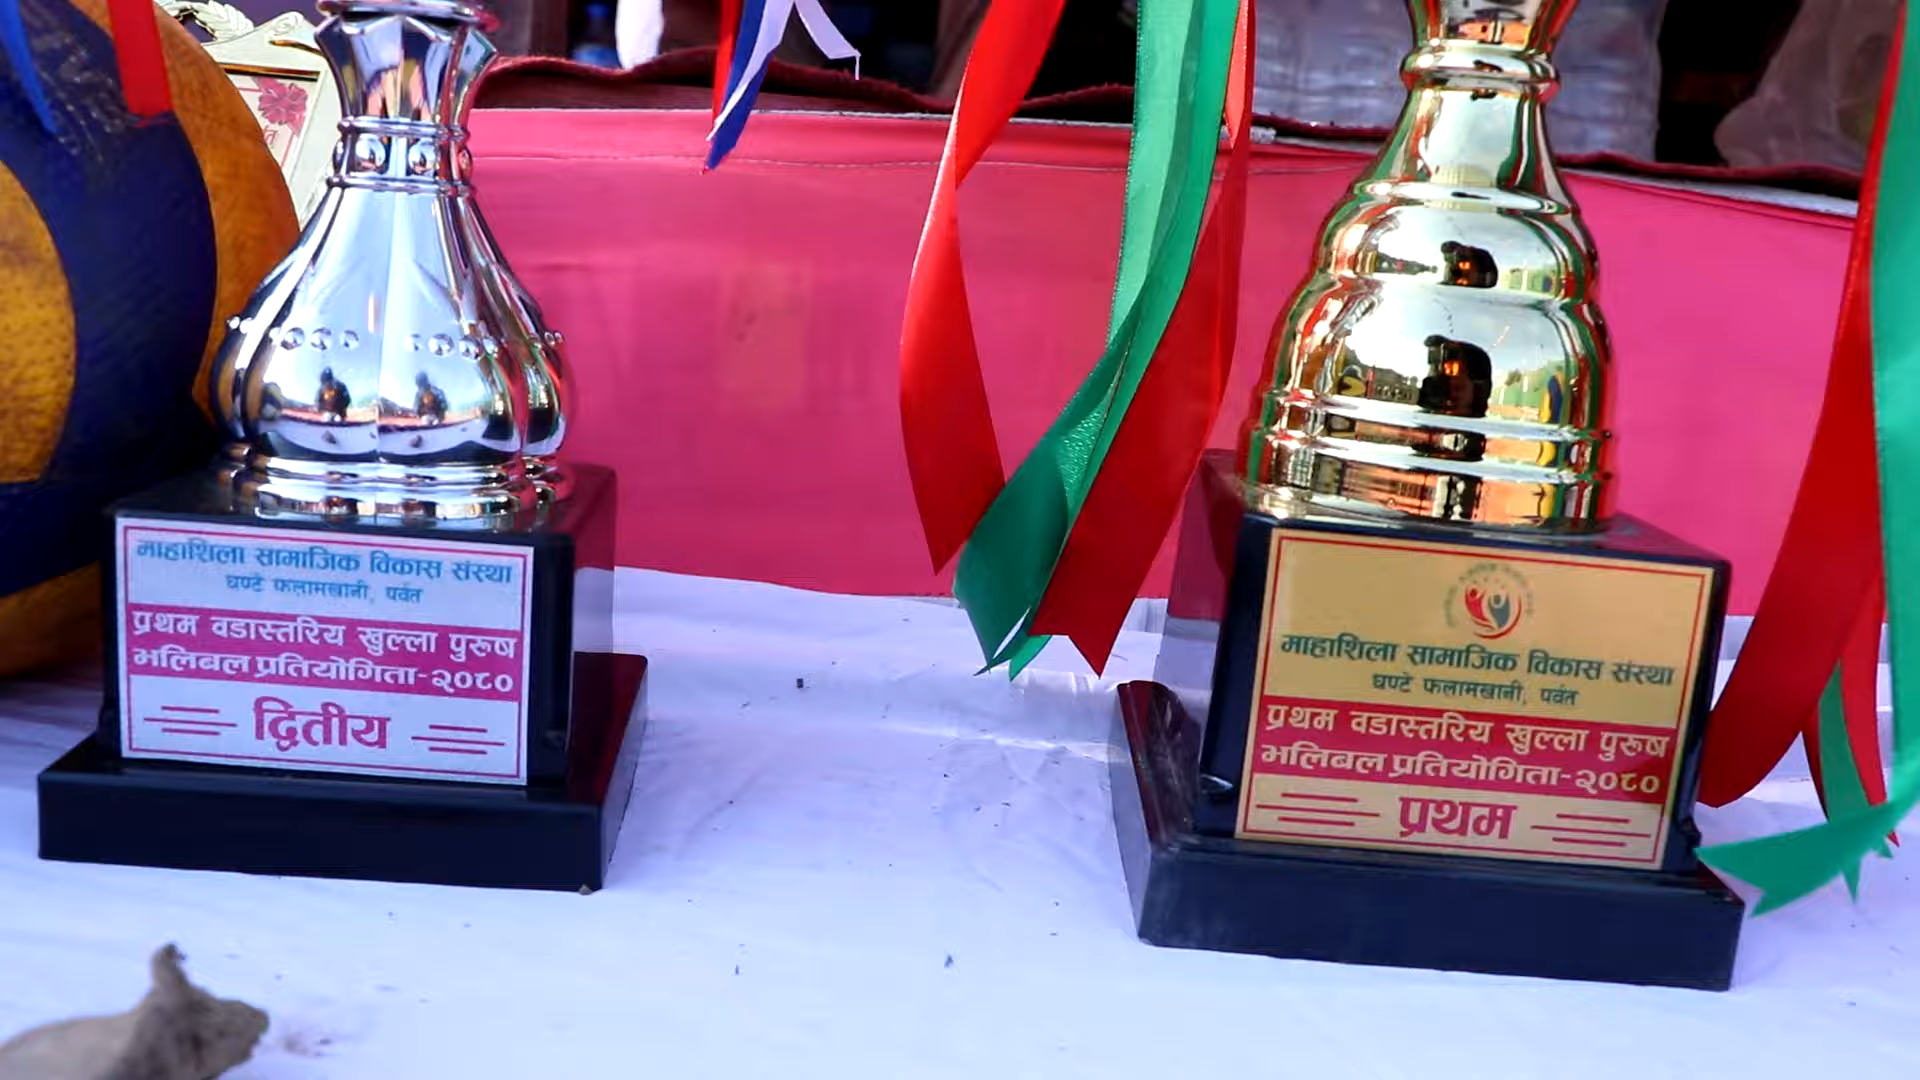 माहाशिला सामाजिक विकास संस्था
घण्टे फलामखानी, पर्वत
प्रथम वडास्तरिय खुल्ला पुरूष
भलिबल प्रतियोगिता-२०८०
द्वितीय
माहाशिला सामाजिक विकास संस्था
घण्टे फलामखानी, पर्वत
प्रथम वडास्तरिय खुल्ला पुरूष
भलिबल प्रतियोगिता-२०८०
प्रथम